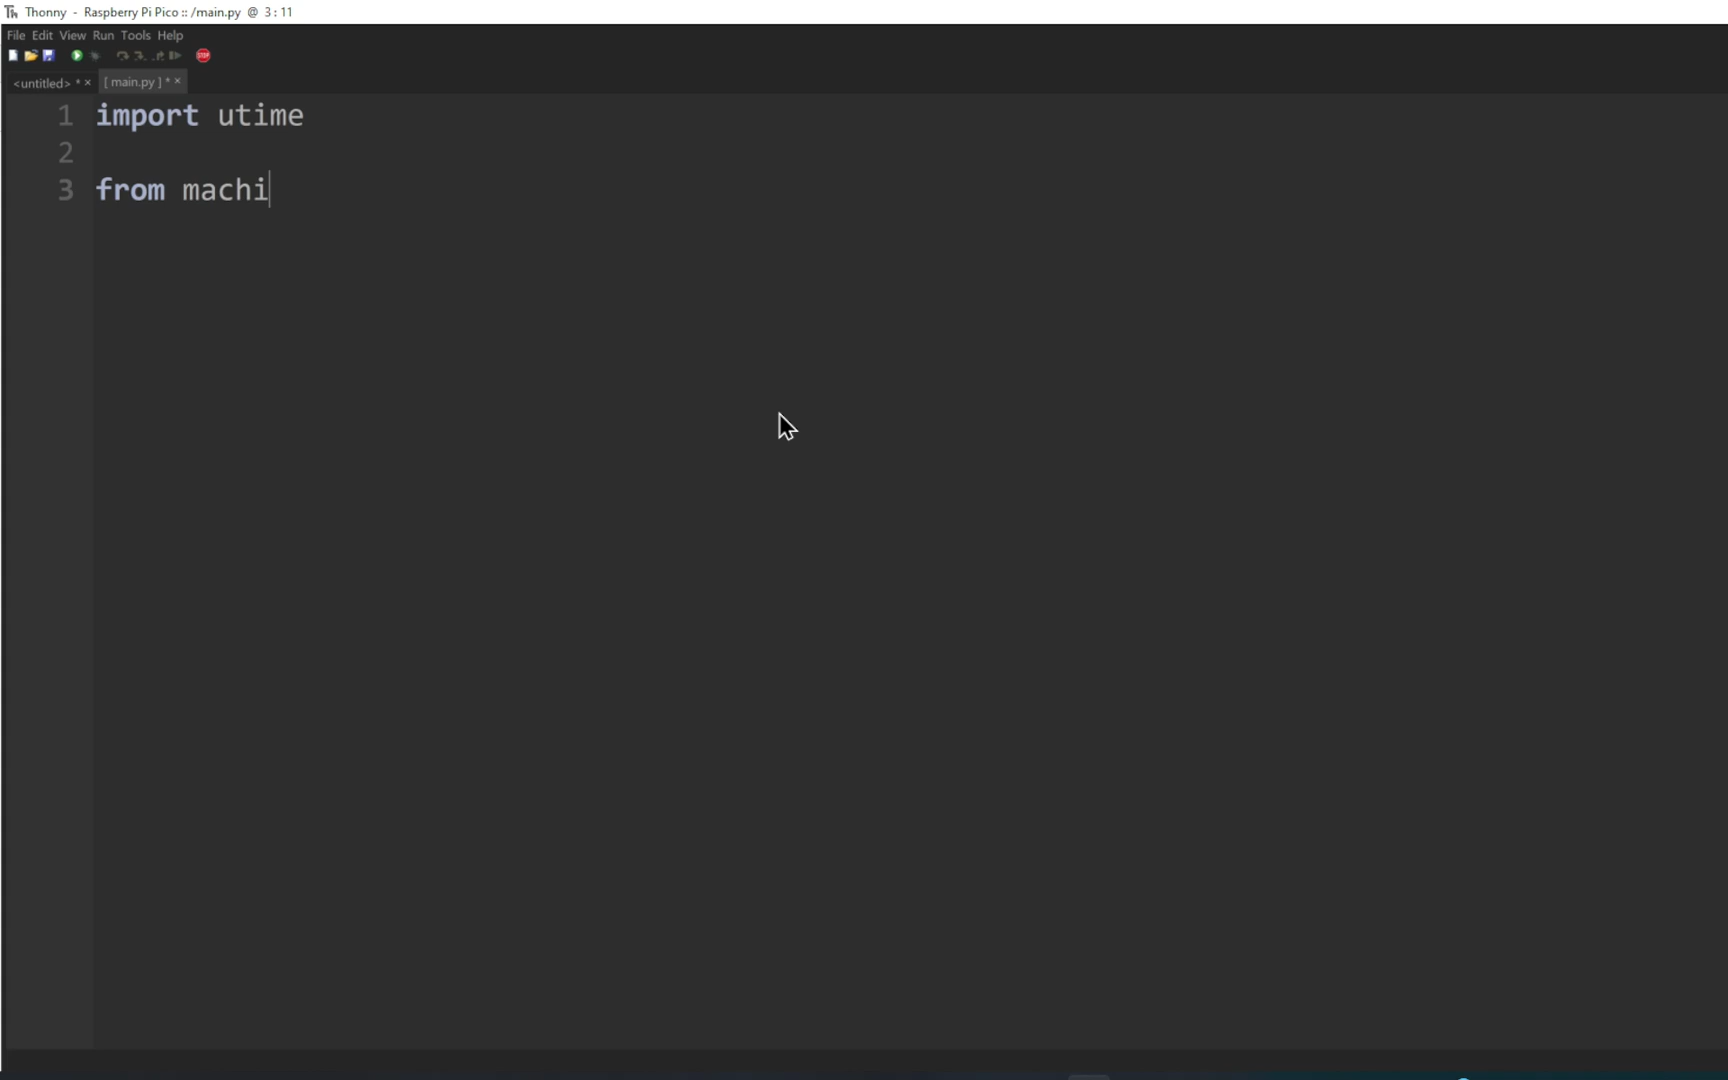 Thonny - Raspberry Pi Pico :: /main.py @ 3 : 11
File Edit View Run Tools Help
STOP
<untitled> * × [ main.py ] * ×
1 import utime
2
3 from machi